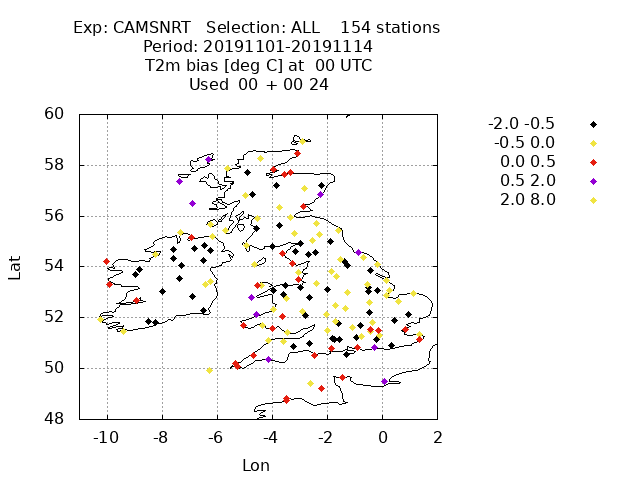 Exp: CAMSNRT   Selection: ALL    154 stations
Period: 20191101-20191114
T2m bias [deg C] at  00 UTC
Used  00 + 00 24
-2.0 -0.5
-0.5 0.0
0.0 0.5
0.5 2.0
2.0 8.0
60
58
56
54
52
50
48
Lat
-10 -8 -6 -4 -2 0 2
Lon